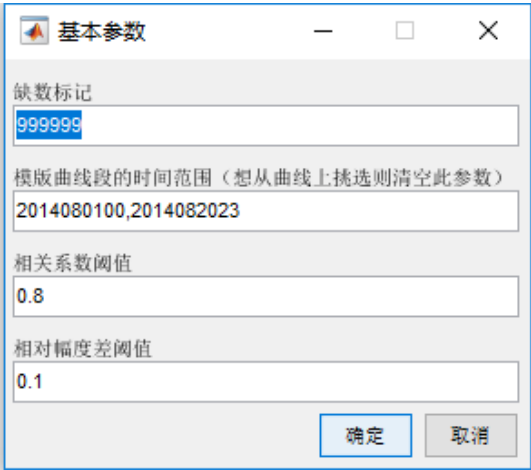 基本参数
缺数标记
999999
模版曲线段的时间范围（想从曲线上挑选则清空此参数）
2014080100,2014082023
相关系数阈值
0.8
相对幅度差阈值
0.1
确定
取消